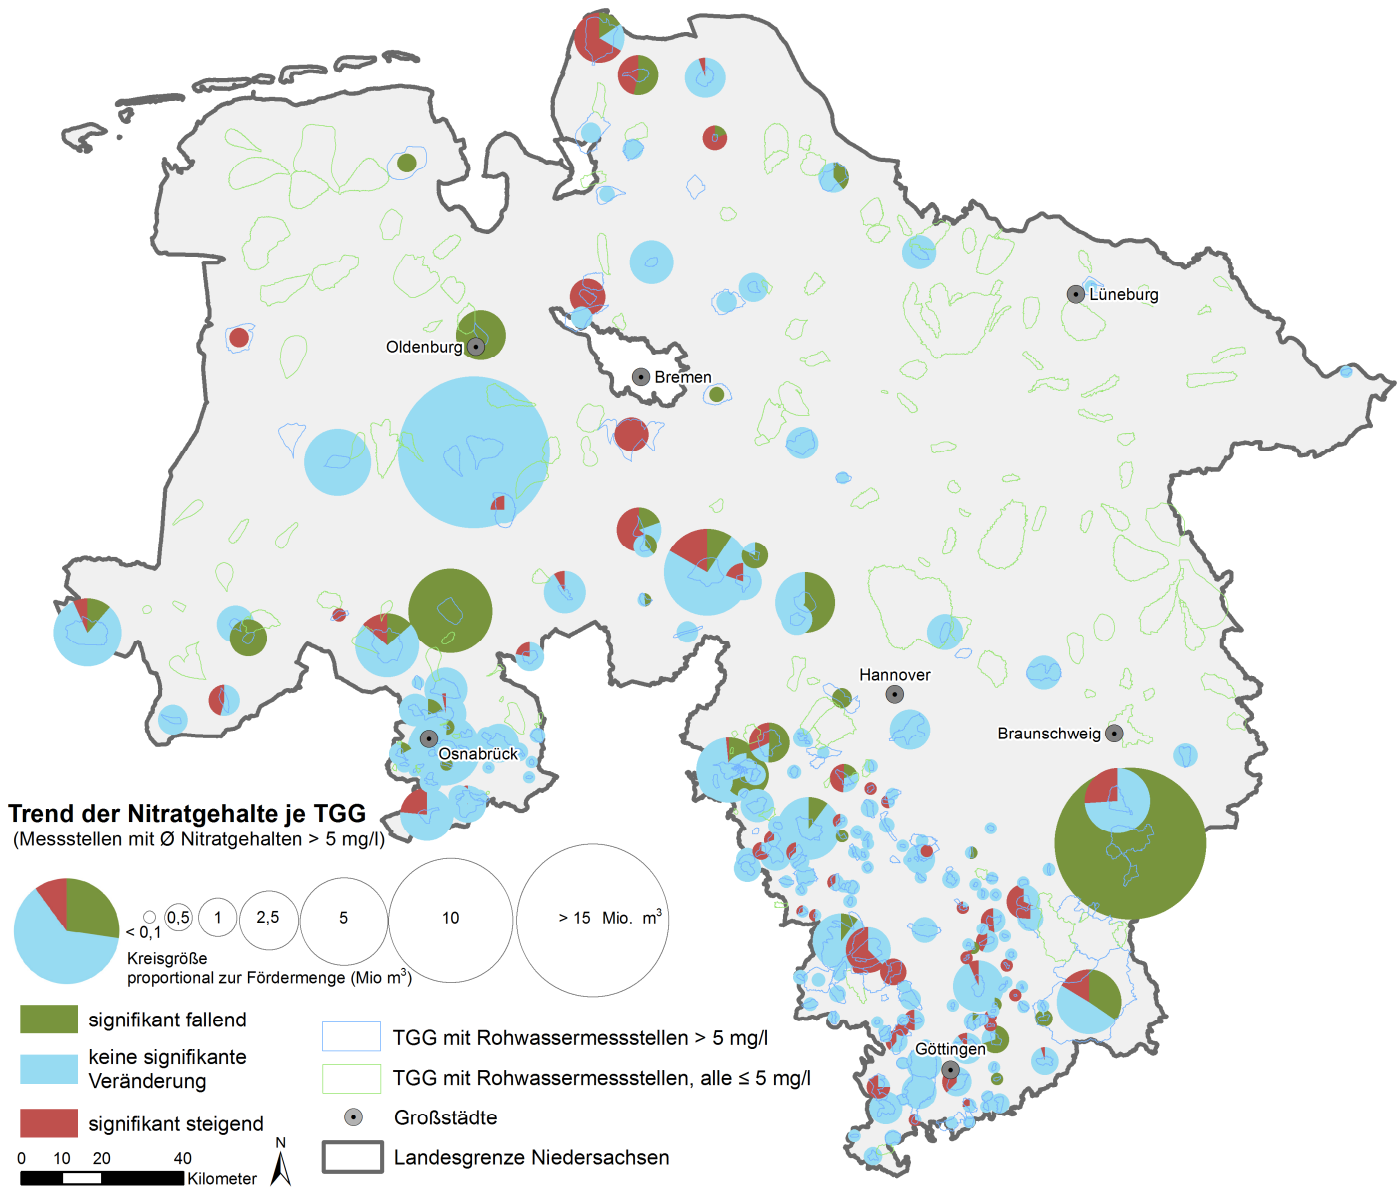 Oldenburg
Bremen
Lüneburg
Hannover
Braunschweig
Osnabrück
Göttingen
Trend der Nitratgehalte je TGG
(Messstellen mit Ø Nitratgehalten > 5 mg/l)
< 0,1
0,5
1
2,5
5
10
> 15 Mio. m³
Kreisgröße
proportional zur Fördermenge (Mio m³)
signifikant fallend
keine signifikante
Veränderung
signifikant steigend
TGG mit Rohwassermessstellen > 5 mg/l
TGG mit Rohwassermessstellen, alle ≤ 5 mg/l
Großstädte
Landesgrenze Niedersachsen
0 10 20 40
Kilometer
N